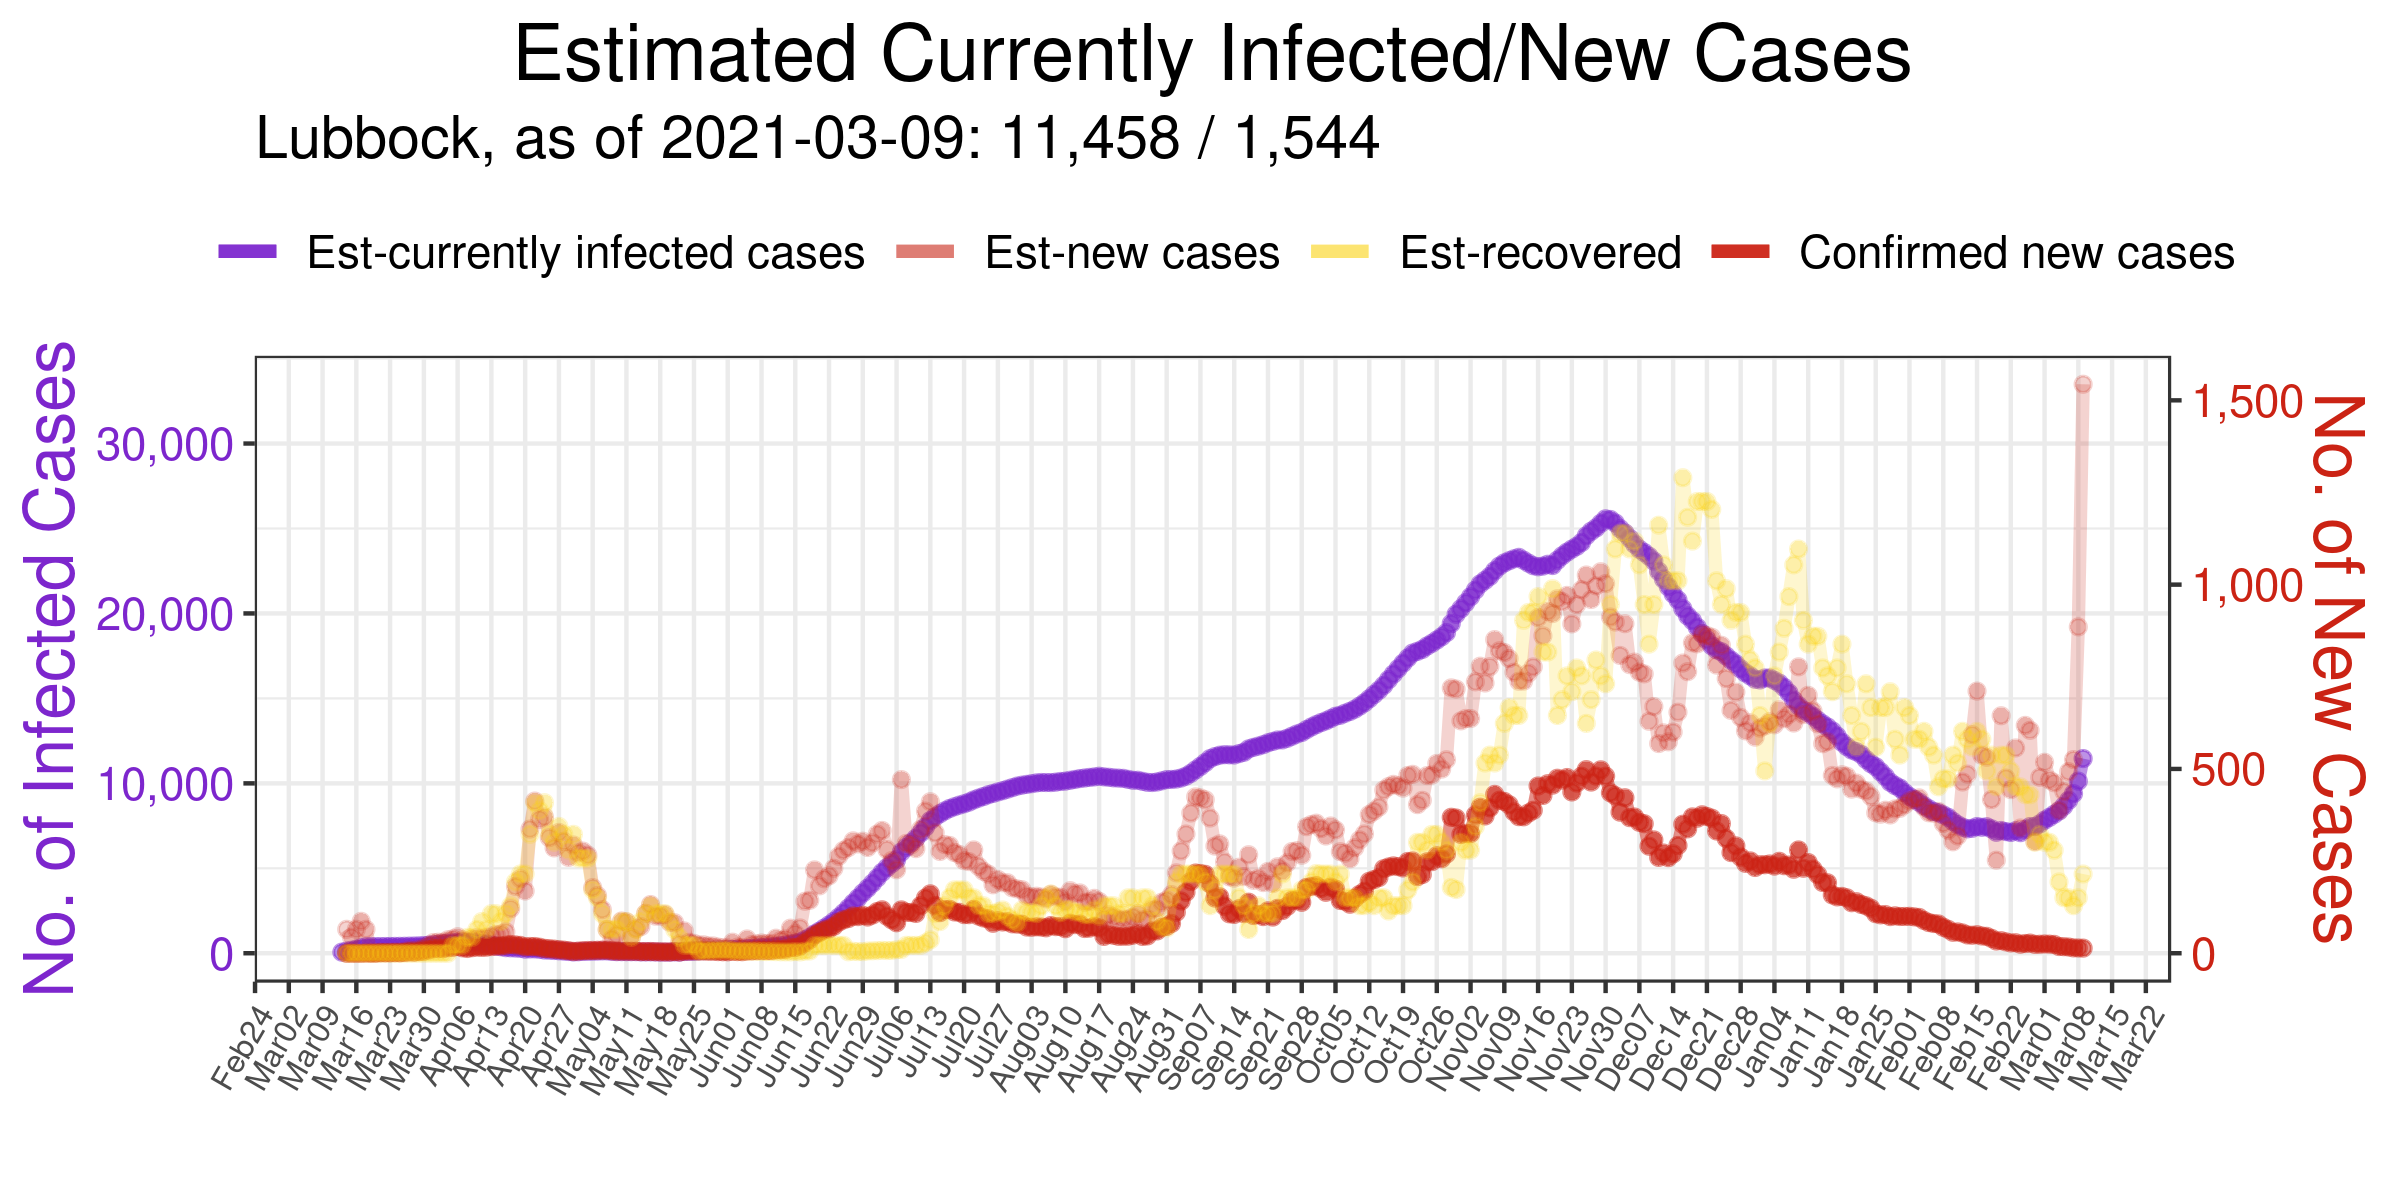 Estimated Currently Infected/New Cases
Lubbock, as of 2021-03-09: 11,458 / 1,544
Est-currently infected cases Est-new cases Est-recovered Confirmed new cases
No. of Infected Cases
30,000
20,000
10,000
0
1,500
1,000
500
0
No. of New Cases
Feb24 Mar02 Mar09 Mar16 Mar23 Mar30 Apr06 Apr13 Apr20 Apr27 May04 May11 May18 May25 Jun01 Jun08 Jun15 Jun22 Jun29 Jul06 Jul13 Jul20 Jul27 Aug03 Aug10 Aug17 Aug24 Aug31 Sep07 Sep14 Sep21 Sep28 Oct05 Oct12 Oct19 Oct26 Nov02 Nov09 Nov16 Nov23 Nov30 Dec07 Dec14 Dec21 Dec28 Jan04 Jan11 Jan18 Jan25 Feb01 Feb08 Feb15 Feb22 Mar01 Mar08 Mar15 Mar22